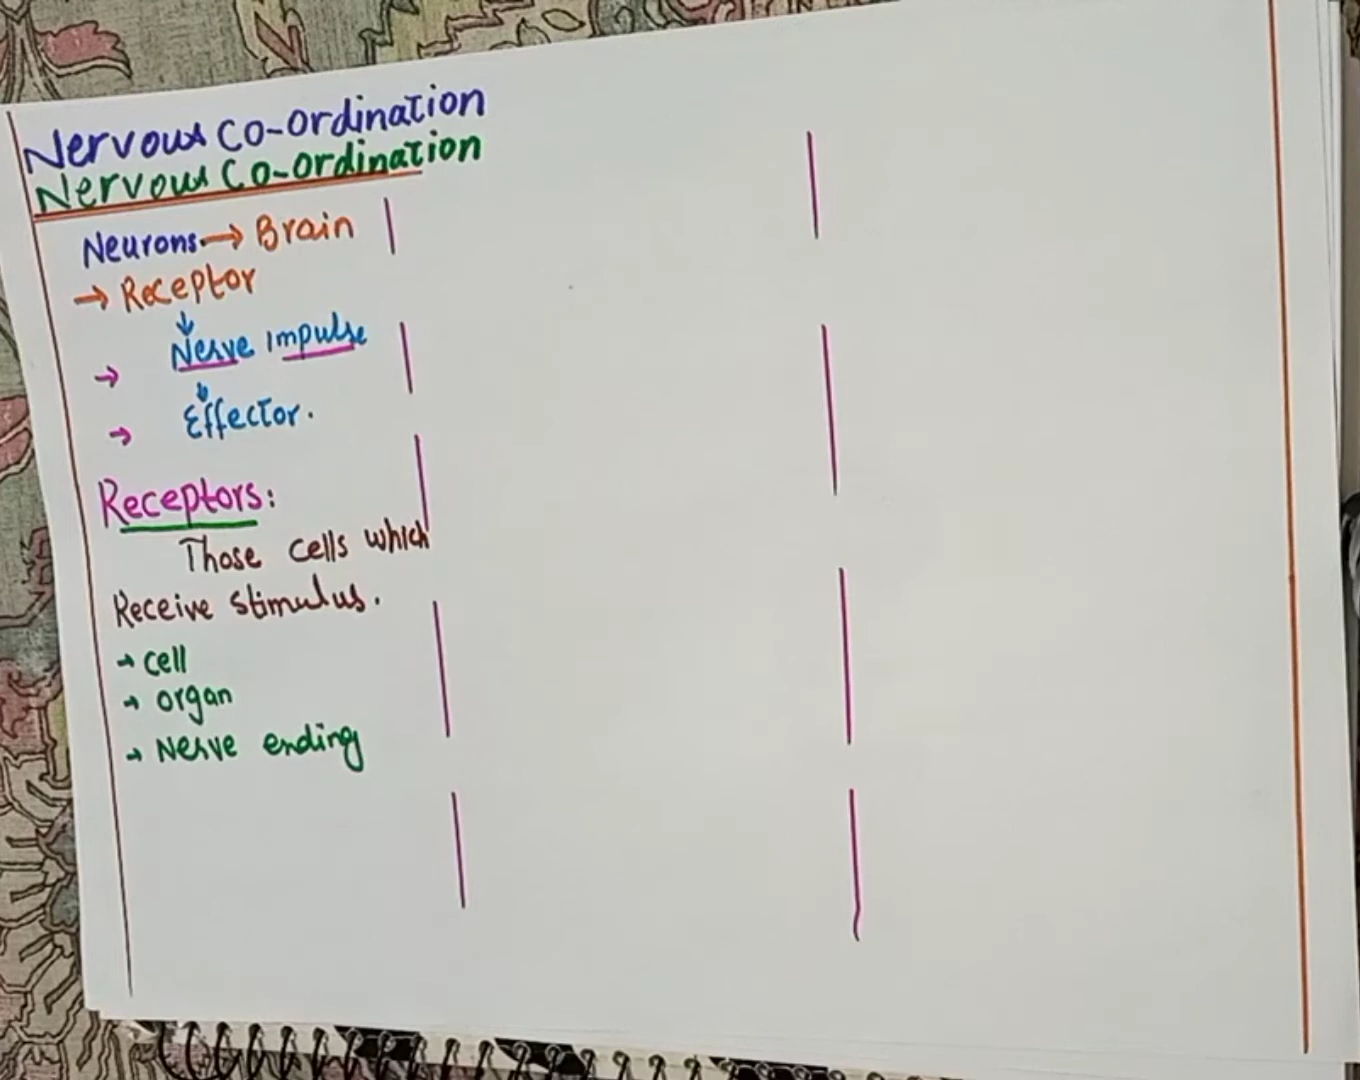 Nervous Co-ordination
Nervous Co-ordination
Neurons → Brain
→ Receptor
↓
→ Nerve impulse
↓
→ Effector.
Receptors:
Those cells which
Receive stimulus.
→ cell
→ organ
→ Nerve ending